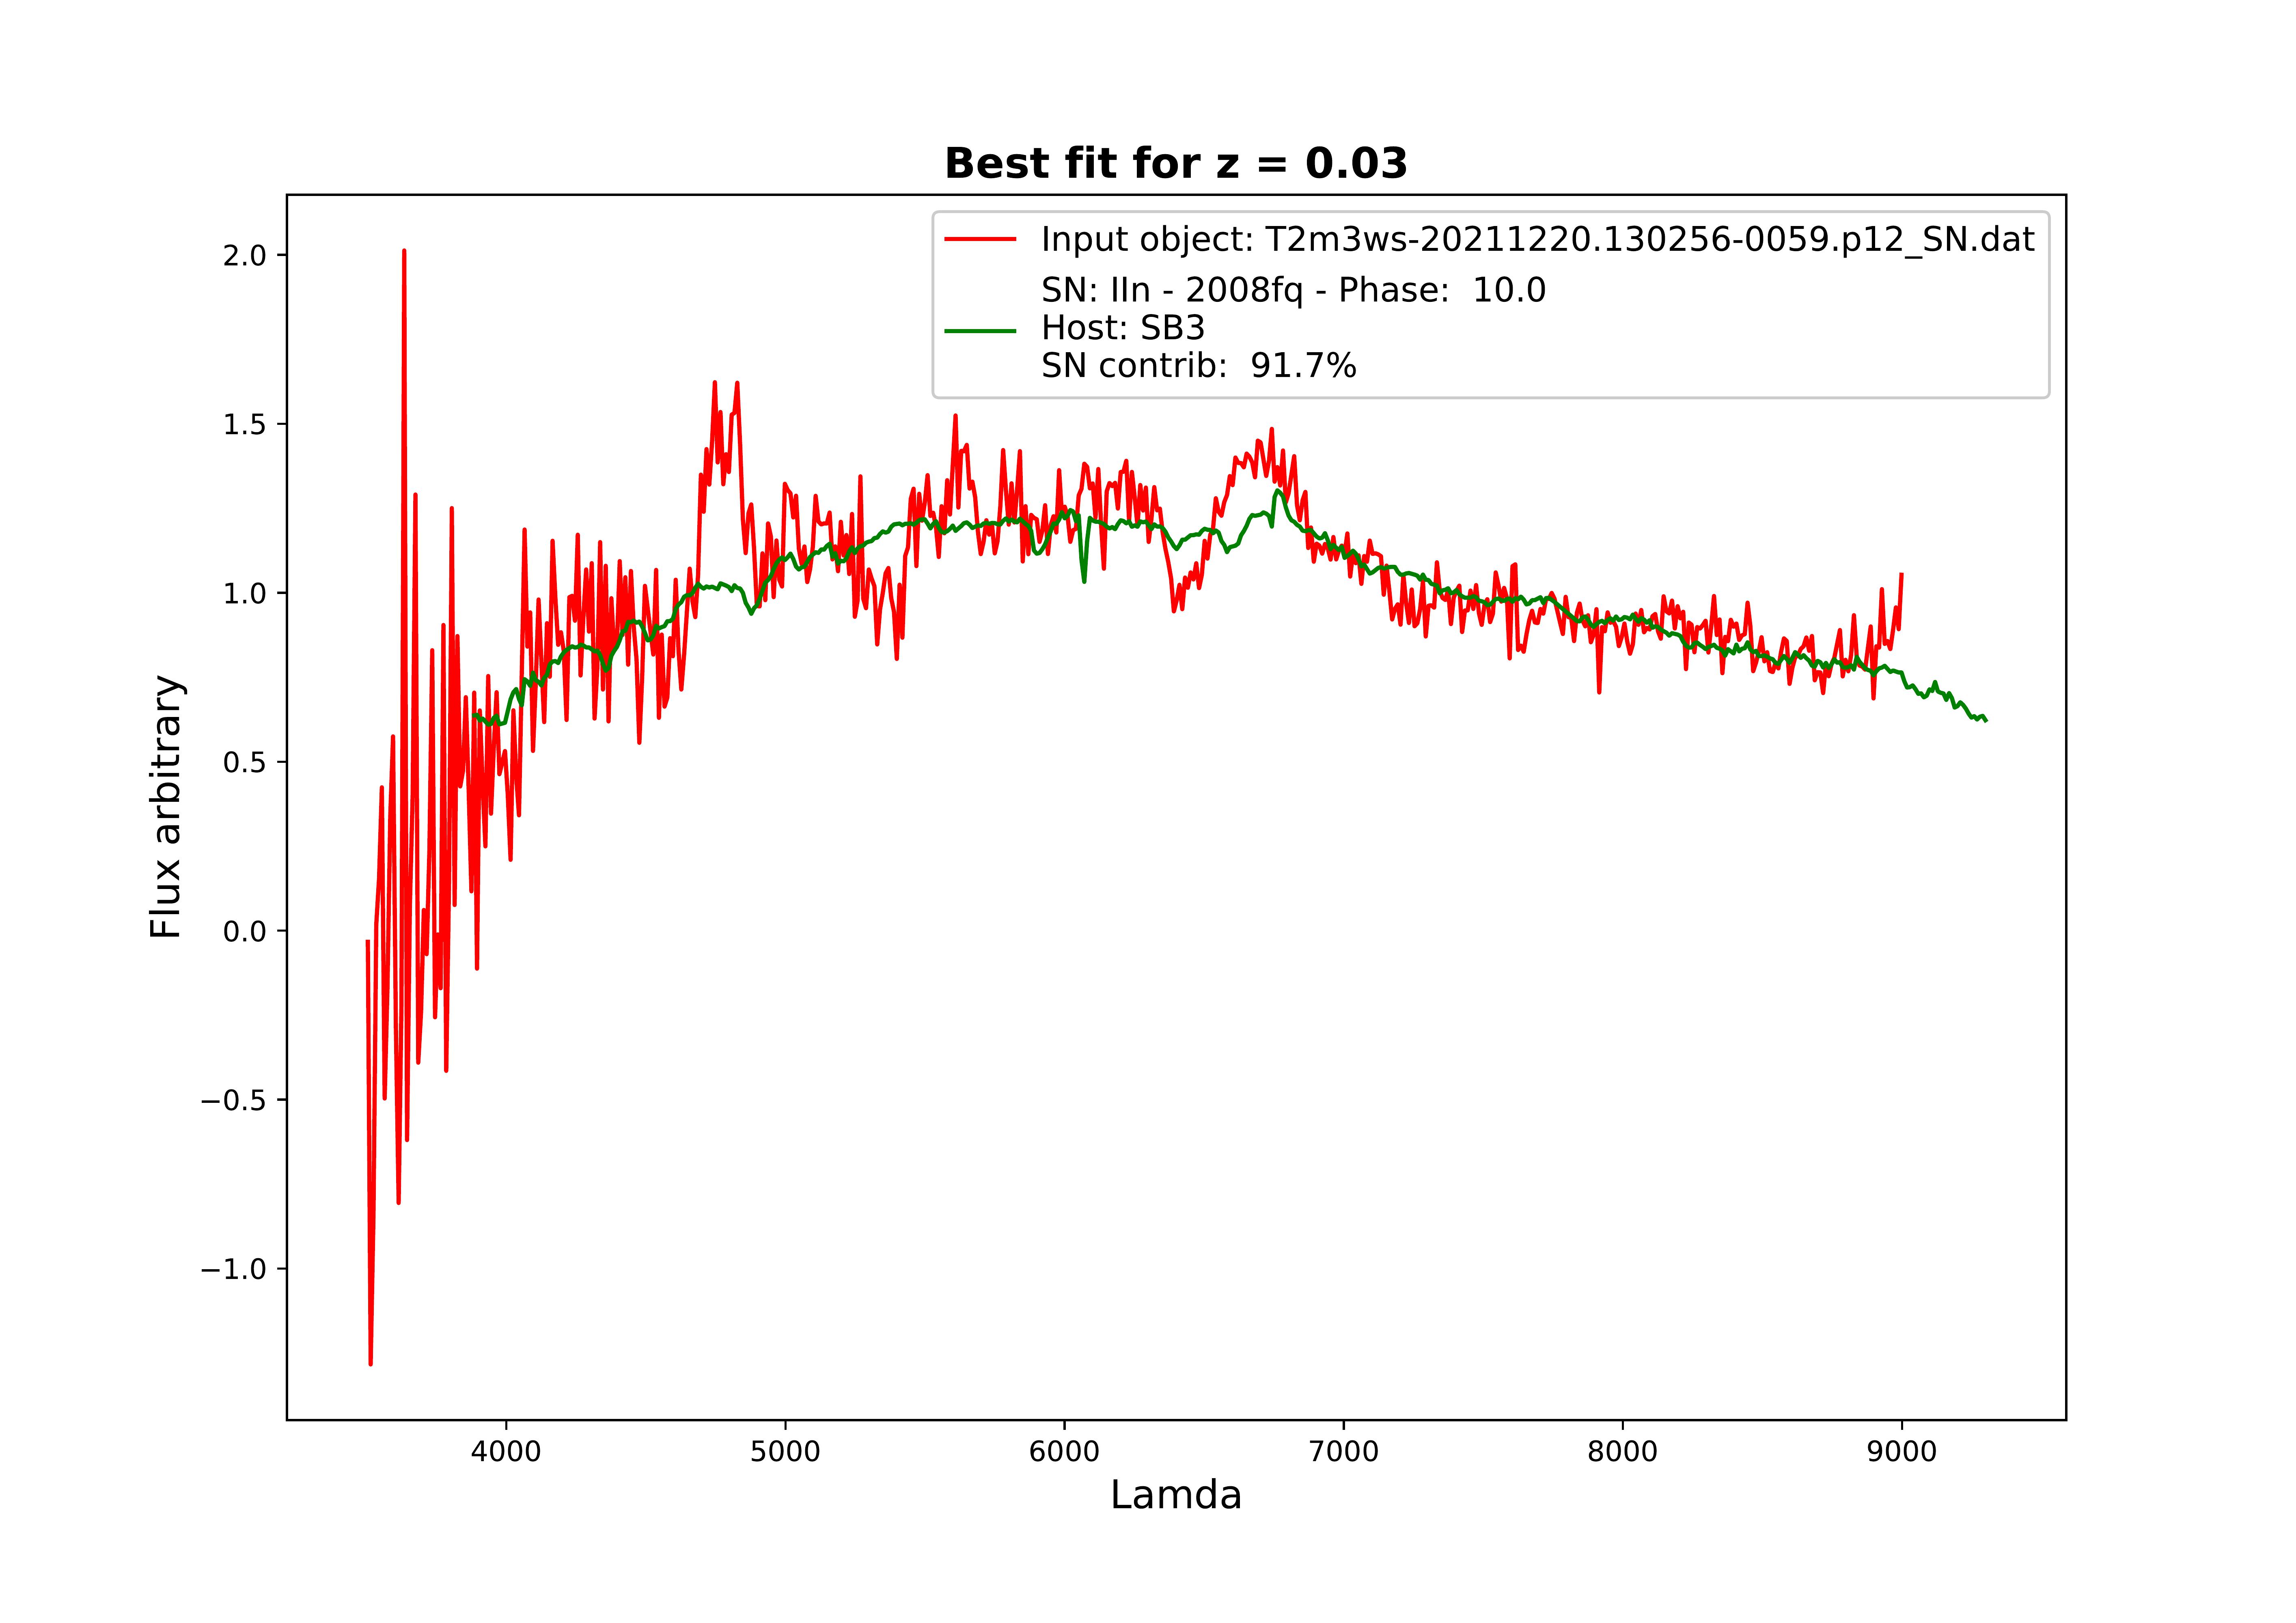 Best fit for z = 0.03
Input object: T2m3ws-20211220.130256-0059.p12_SN.dat
SN: IIn - 2008fq - Phase:  10.0
Host: SB3
SN contrib:  91.7%
2.0
1.5
1.0
0.5
0.0
−0.5
−1.0
Flux arbitrary
4000 5000 6000 7000 8000 9000
Lamda